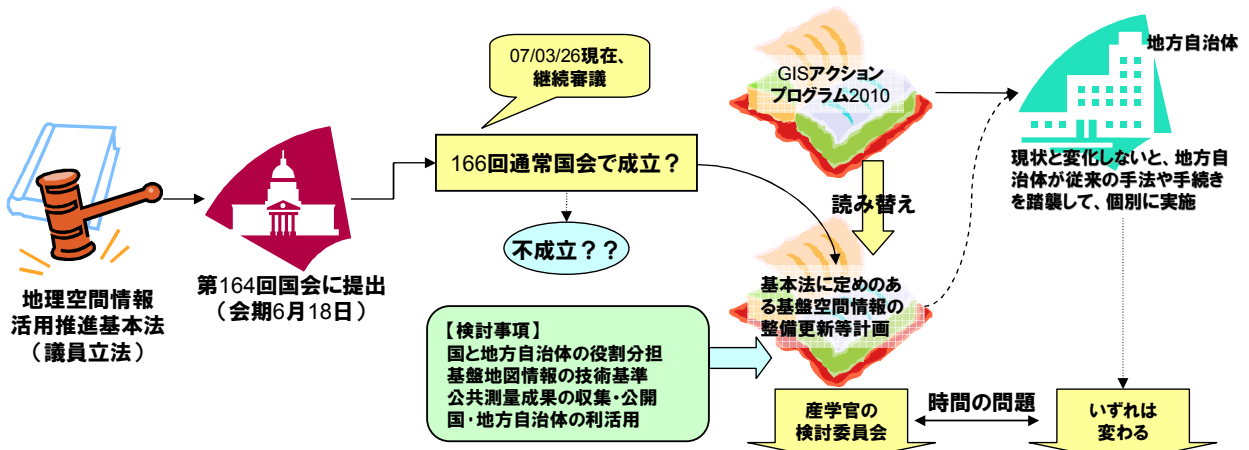 地理空間情報
活用推進基本法
（議員立法）
第164回国会に提出
（会期6月18日）
07/03/26現在、
継続審議
166回通常国会で成立？
不成立？？
【検討事項】
国と地方自治体の役割分担
基盤地図情報の技術基準
公共測量成果の収集・公開
国・地方自治体の利活用
GISアクション
プログラム2010
読み替え
基本法に定めのあ
る基盤空間情報の
整備更新等計画
産学官の
検討委員会
時間の問題
地方自治体
現状と変化しないと、地方自
治体が従来の手法や手続き
を踏襲して、個別に実施
いずれは
変わる